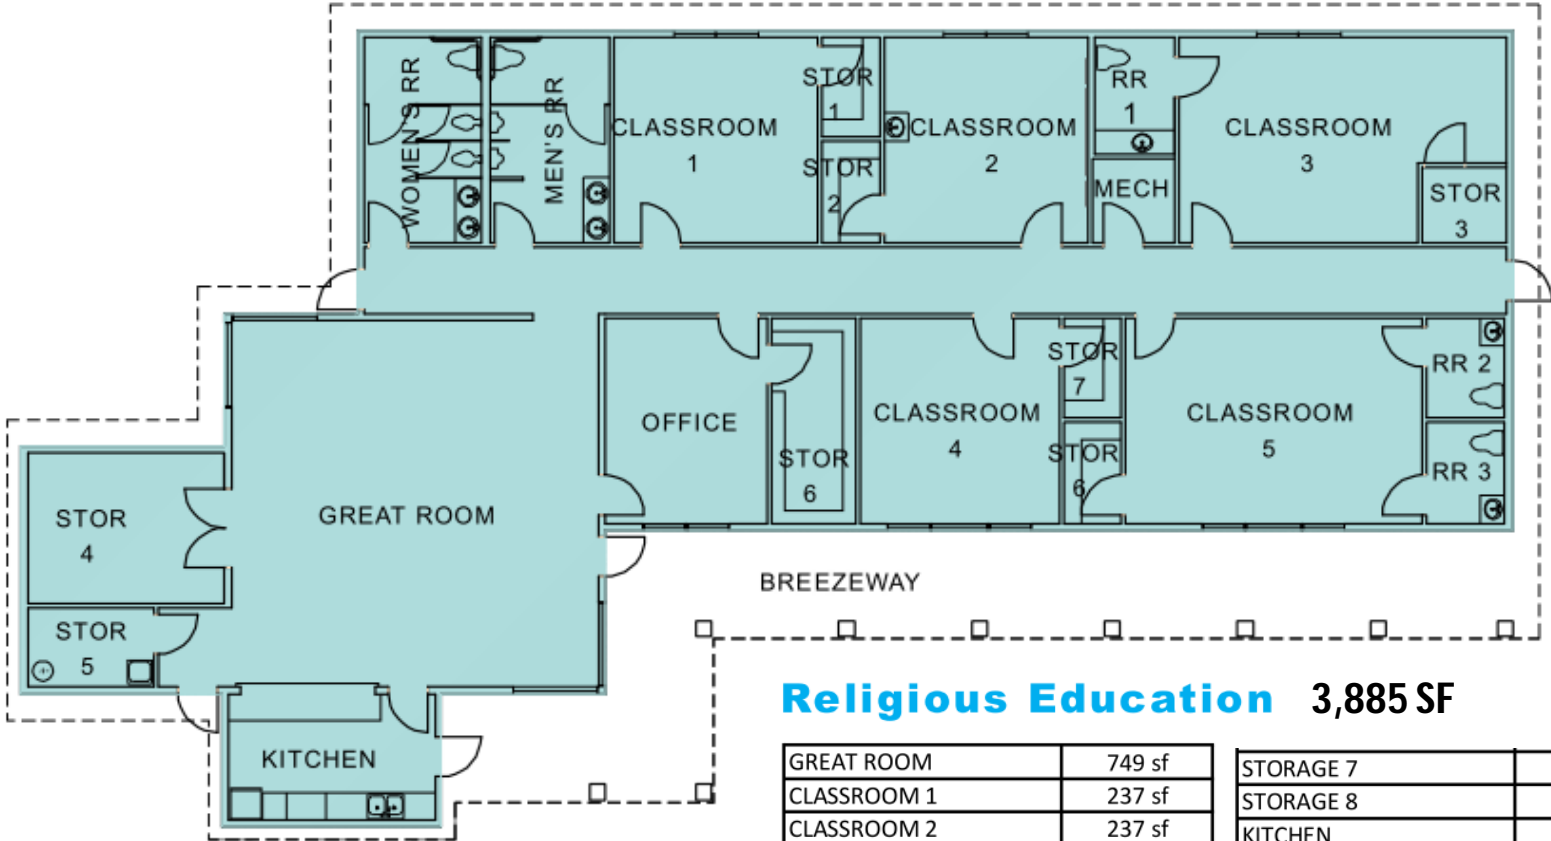 WOMEN'S RR
MEN'S RR
CLASSROOM
1
STOR
1
STOR
2
CLASSROOM
2
RR
1
MECH
CLASSROOM
3
STOR
3
GREAT ROOM
OFFICE
STOR
6
CLASSROOM
4
STOR
7
STOR
6
CLASSROOM
5
RR 2
RR 3
STOR
4
STOR
5
KITCHEN
BREEZEWAY
Religious Education 3,885 SF
GREAT ROOM 749 sf
CLASSROOM 1 237 sf
CLASSROOM 2 237 sf
STORAGE 7
STORAGE 8
KITCHEN